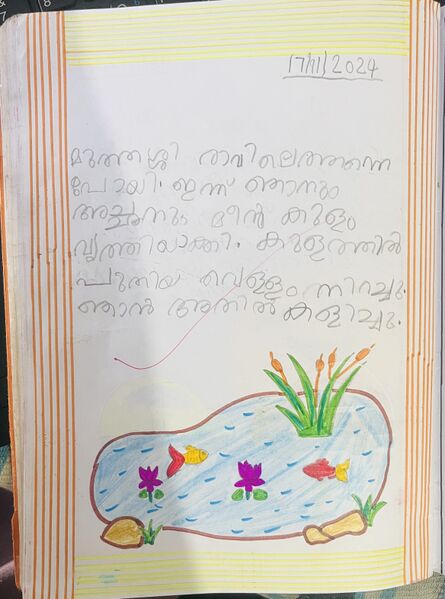 17/11/2024
മുത്തശ്ശി രാവിലെത്തന്നെ
പോയി. ഇന്ന് ഞാനും
അച്ഛനും മീൻ കുളം
വൃത്തിയാക്കി. കുളത്തിൽ
പുതിയ വെള്ളം നിറച്ചു.
ഞാൻ അതിൽ കളിച്ചു.